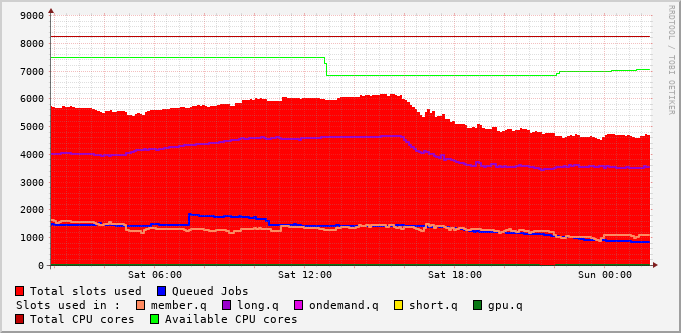 RRDTOOL / TOBI OETIKER
9000
8000
7000
6000
5000
4000
3000
2000
1000
0
Sat 06:00 Sat 12:00 Sat 18:00 Sun 00:00
Total slots used Queued Jobs
Slots used in : member.q long.q ondemand.q short.q gpu.q
Total CPU cores Available CPU cores